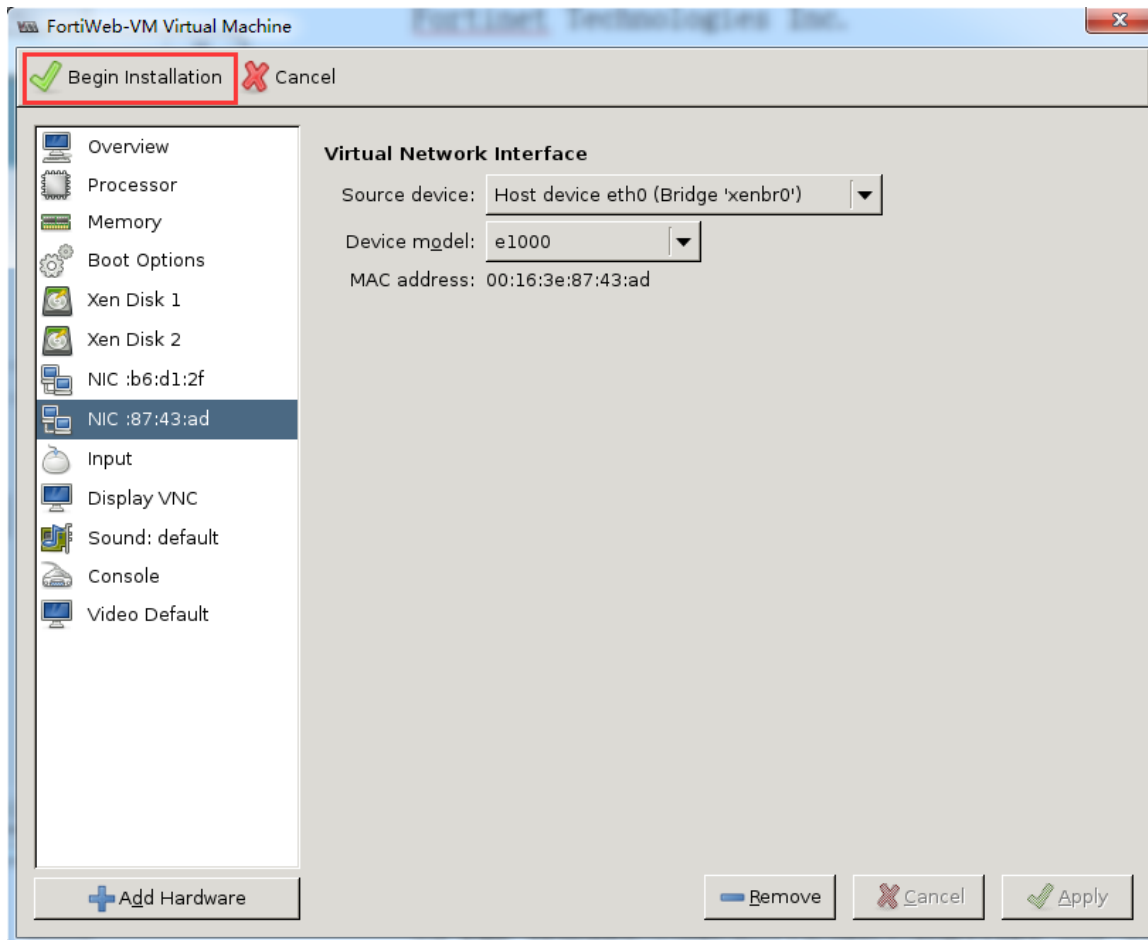 FortiWeb-VM Virtual Machine
Fortinet Technologies Inc.
Begin Installation Cancel
Overview
Processor
Memory
Boot Options
Xen Disk 1
Xen Disk 2
NIC :b6:d1:2f
NIC :87:43:ad
Input
Display VNC
Sound: default
Console
Video Default
Add Hardware
Virtual Network Interface
Source device: Host device eth0 (Bridge 'xenbr0')
Device model: e1000
MAC address: 00:16:3e:87:43:ad
Remove Cancel Apply